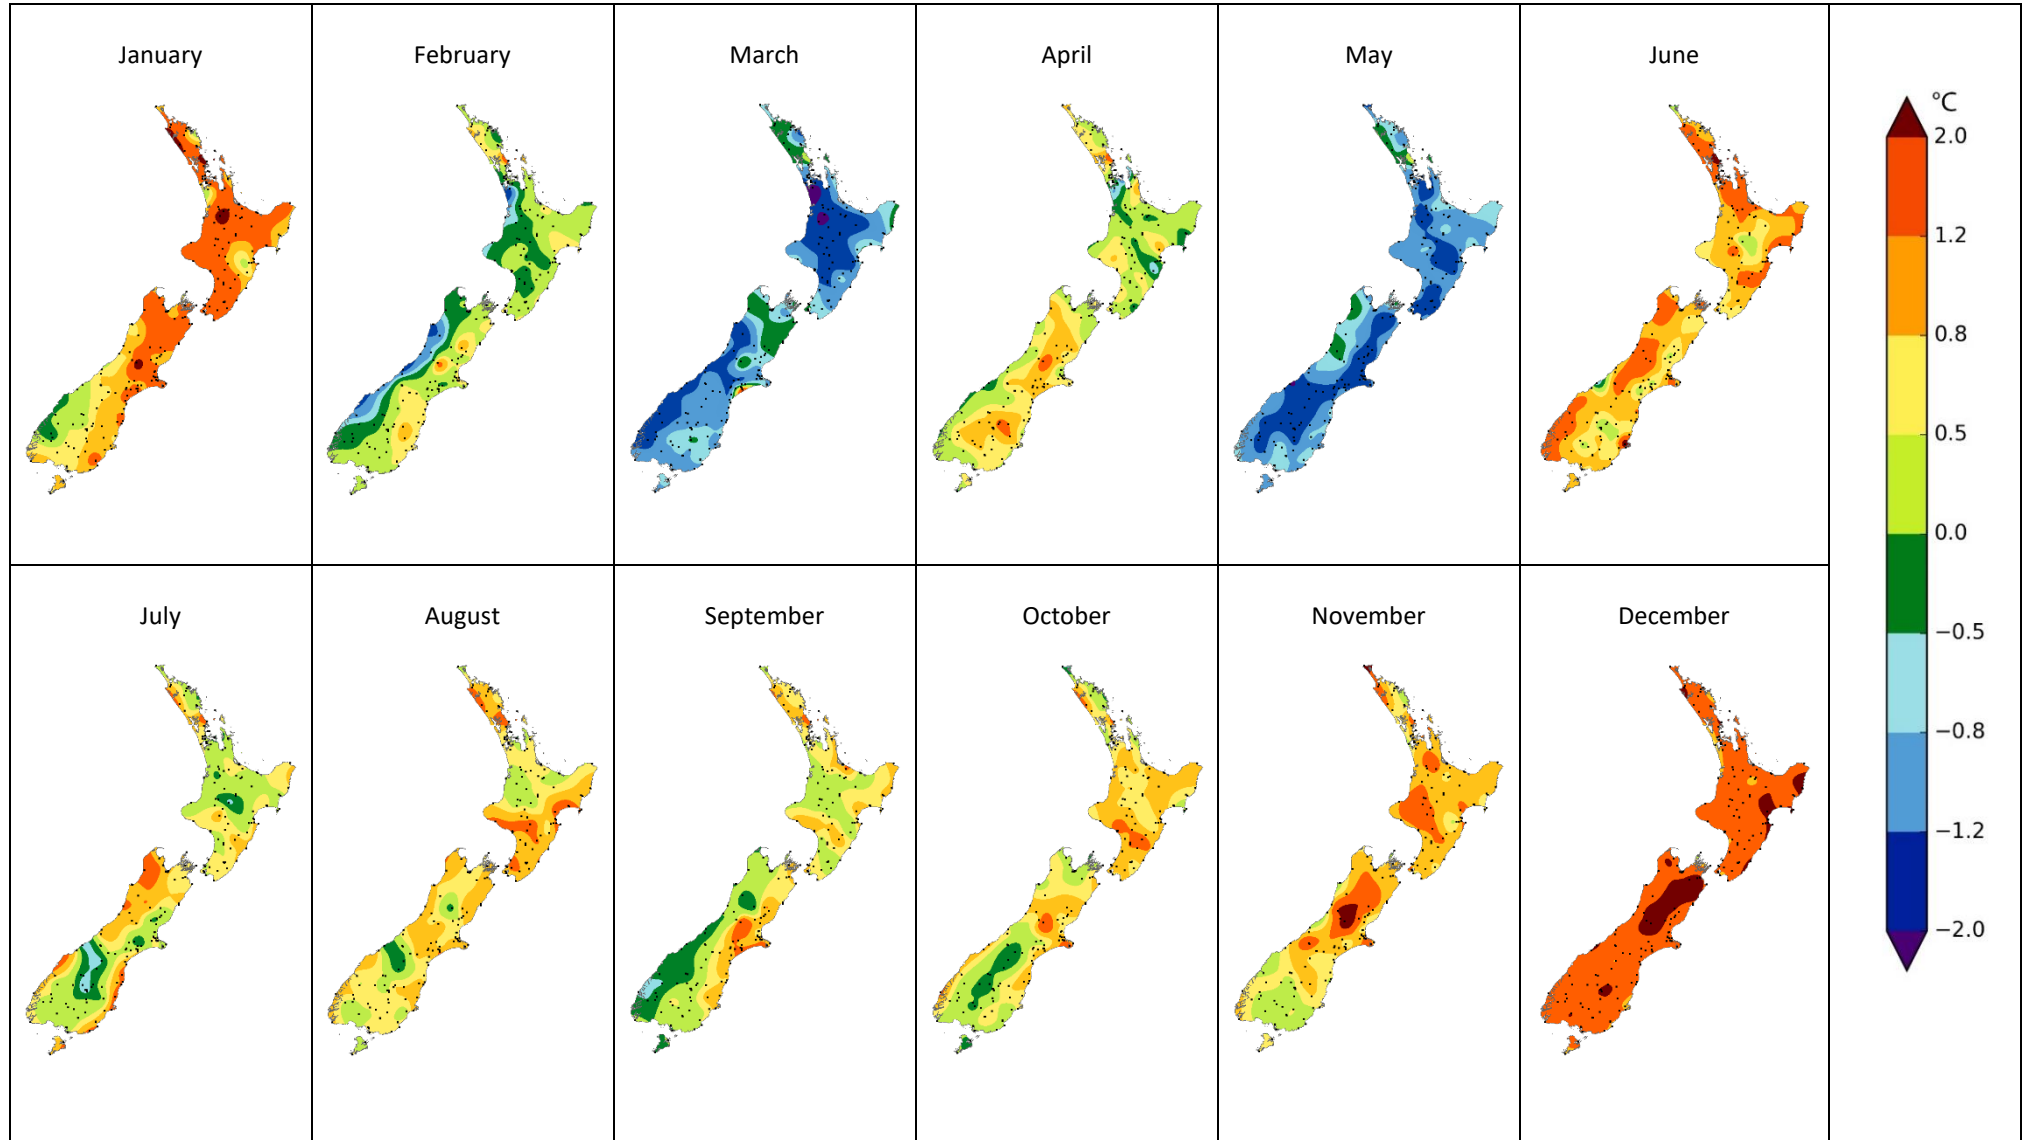 January
February
March
April
May
June
°C
2.0
1.2
0.8
0.5
0.0
−0.5
−0.8
−1.2
−2.0
July
August
September
October
November
December